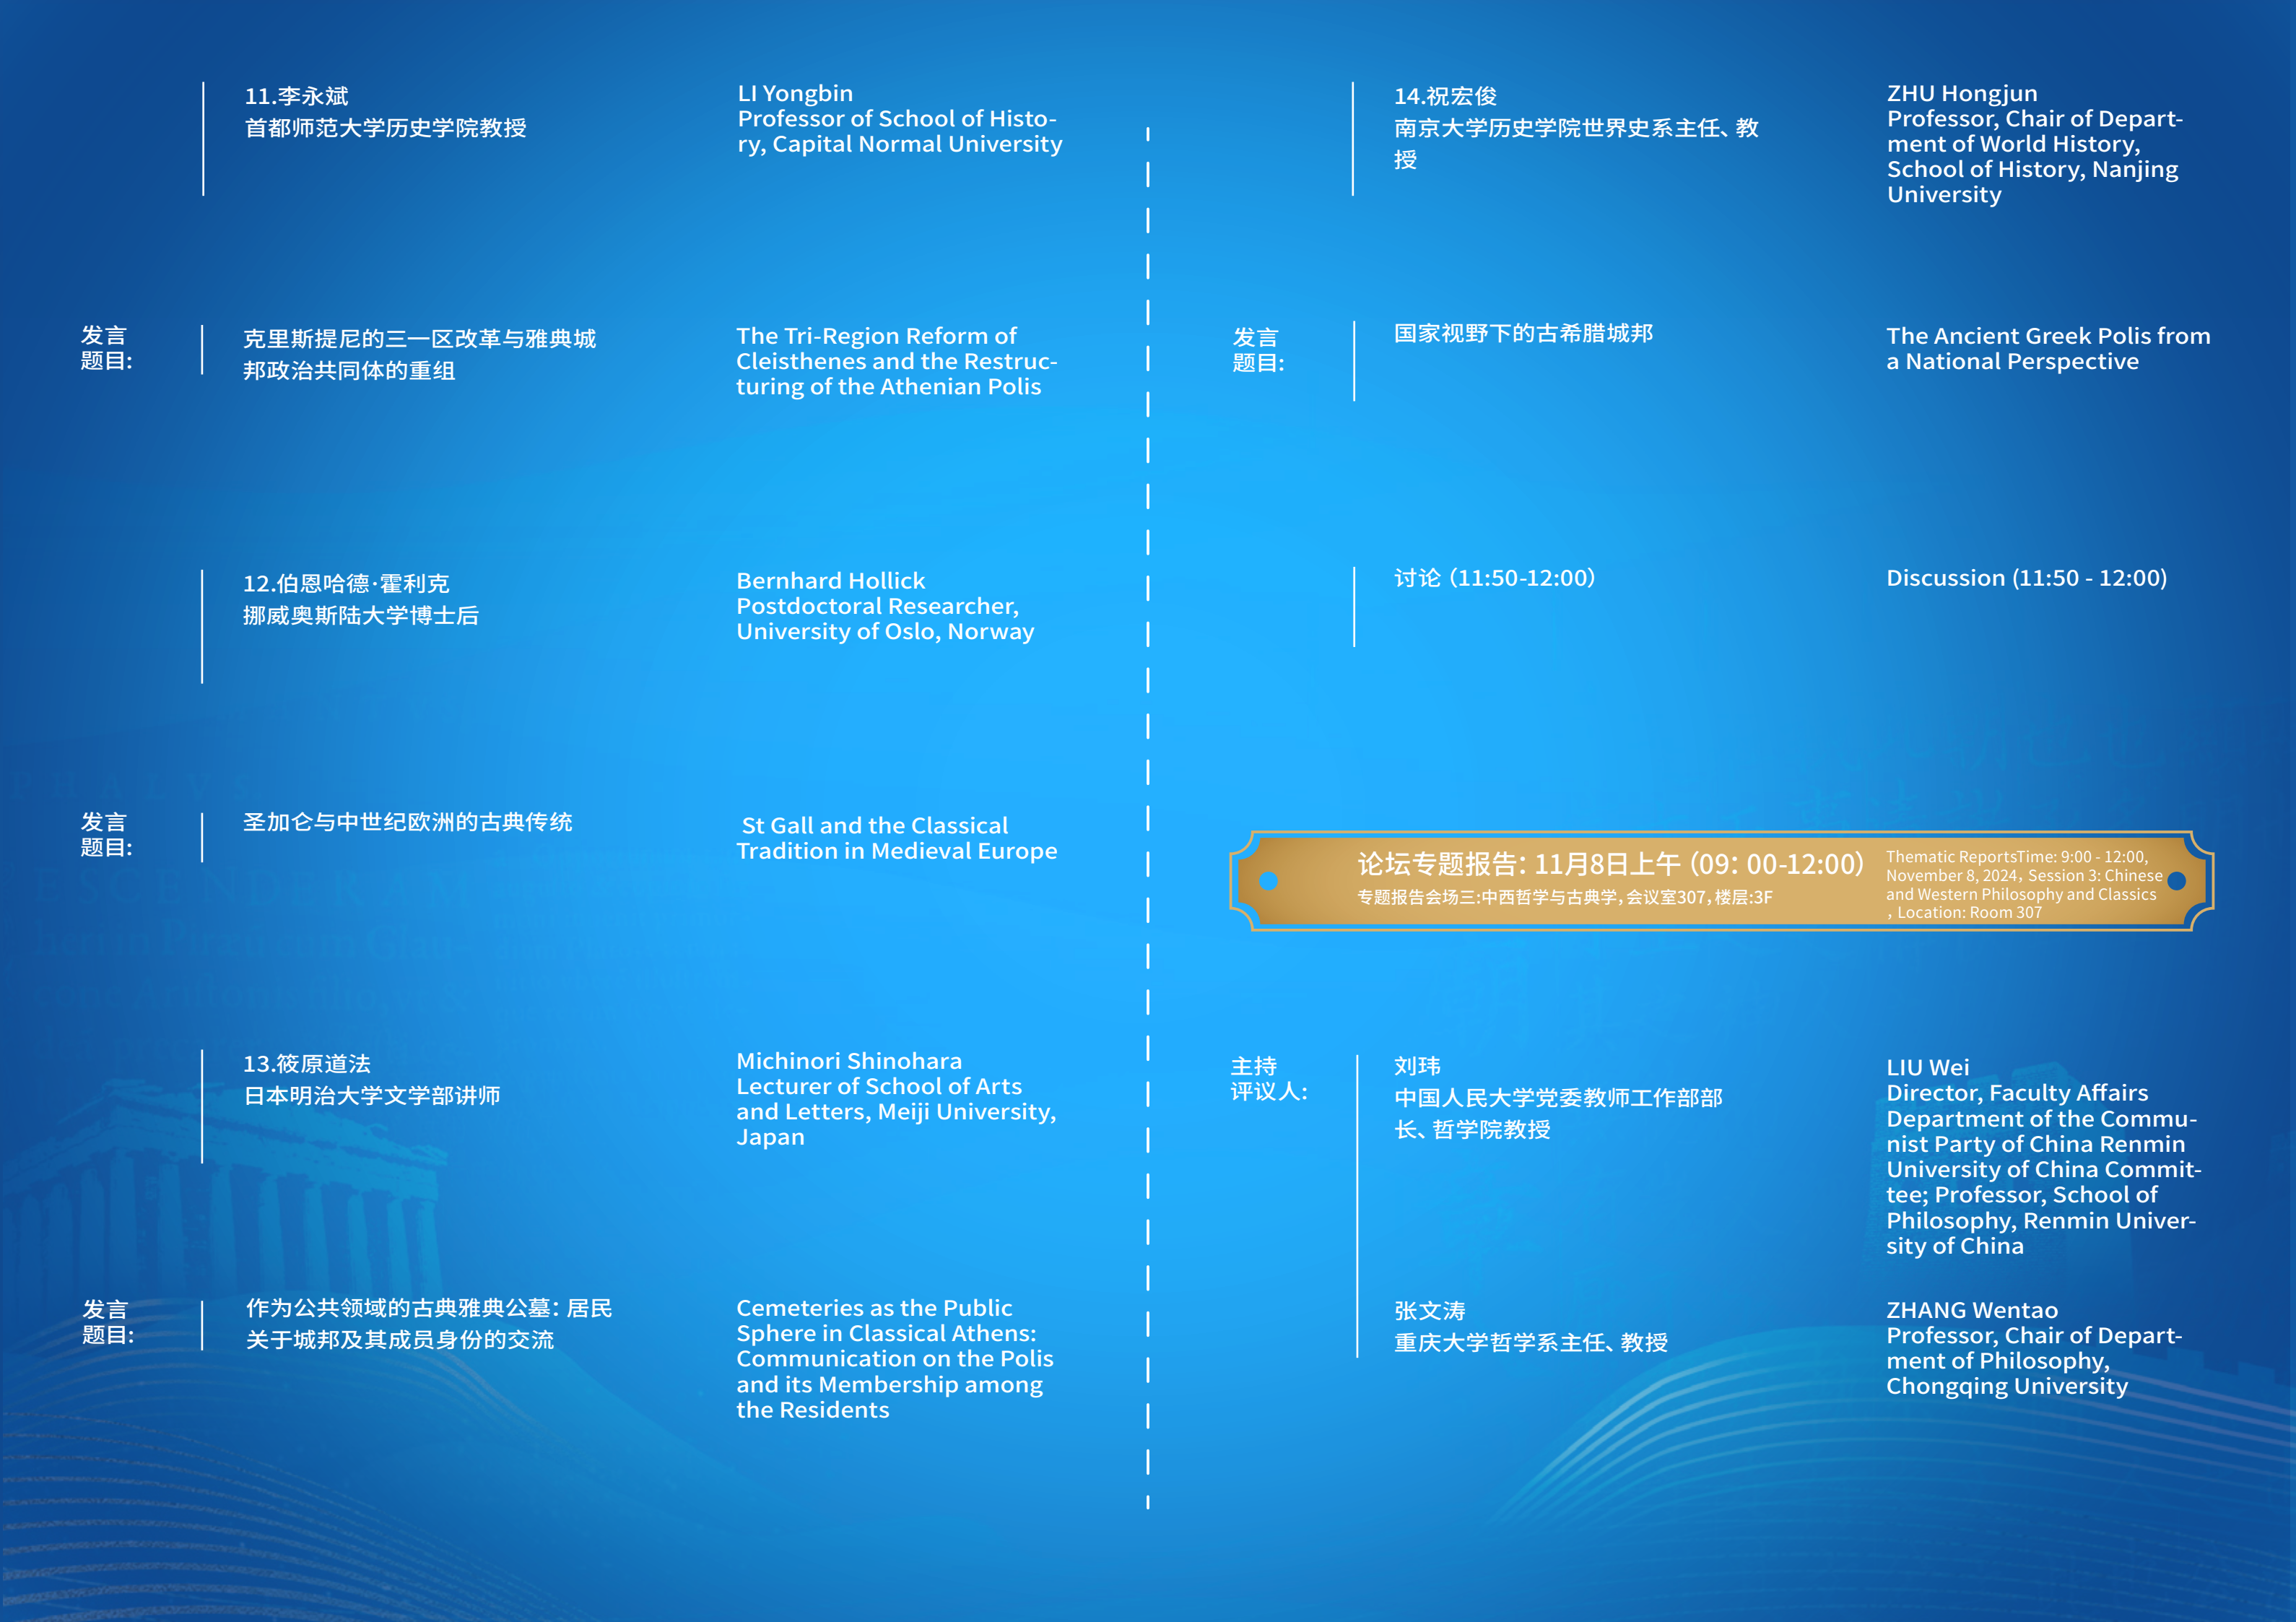 11.李永斌
首都师范大学历史学院教授
LI Yongbin
Professor of School of Histo-
ry, Capital Normal University
发言
题目:
克里斯提尼的三一区改革与雅典城
邦政治共同体的重组
The Tri-Region Reform of
Cleisthenes and the Restruc-
turing of the Athenian Polis
12.伯恩哈德·霍利克
挪威奥斯陆大学博士后
Bernhard Hollick
Postdoctoral Researcher,
University of Oslo, Norway
发言
题目:
圣加仑与中世纪欧洲的古典传统
St Gall and the Classical
Tradition in Medieval Europe
13.筱原道法
日本明治大学文学部讲师
Michinori Shinohara
Lecturer of School of Arts
and Letters, Meiji University,
Japan
发言
题目:
作为公共领域的古典雅典公墓：居民
关于城邦及其成员身份的交流
Cemeteries as the Public
Sphere in Classical Athens:
Communication on the Polis
and its Membership among
the Residents
14.祝宏俊
南京大学历史学院世界史系主任、教
授
ZHU Hongjun
Professor, Chair of Depart-
ment of World History,
School of History, Nanjing
University
发言
题目:
国家视野下的古希腊城邦
The Ancient Greek Polis from
a National Perspective
讨论（11:50-12:00）
Discussion (11:50 - 12:00)
论坛专题报告：11月8日上午（09：00-12:00）
专题报告会场三:中西哲学与古典学，会议室307，楼层:3F
Thematic ReportsTime: 9:00 - 12:00,
November 8, 2024，Session 3: Chinese
and Western Philosophy and Classics
，Location: Room 307
主持
评议人:
刘玮
中国人民大学党委教师工作部部
长、哲学院教授
LIU Wei
Director, Faculty Affairs
Department of the Commu-
nist Party of China Renmin
University of China Commit-
tee; Professor, School of
Philosophy, Renmin Univer-
sity of China
张文涛
重庆大学哲学系主任、教授
ZHANG Wentao
Professor, Chair of Depart-
ment of Philosophy,
Chongqing University